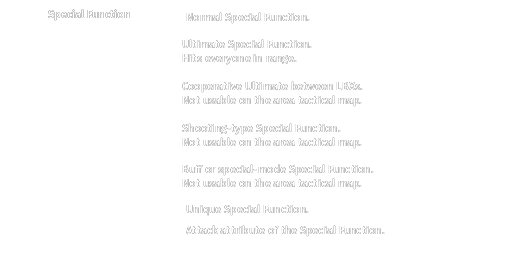 Special Function
Normal Special Function.
Ultimate Special Function.
Hits everyone in range.
Cooperative Ultimate between LBXs.
Not usable on the area tactical map.
Shooting-type Special Function.
Not usable on the area tactical map.
Buff or special-mode Special Function.
Not usable on the area tactical map.
Unique Special Function.
Attack attribute of the Special Function.